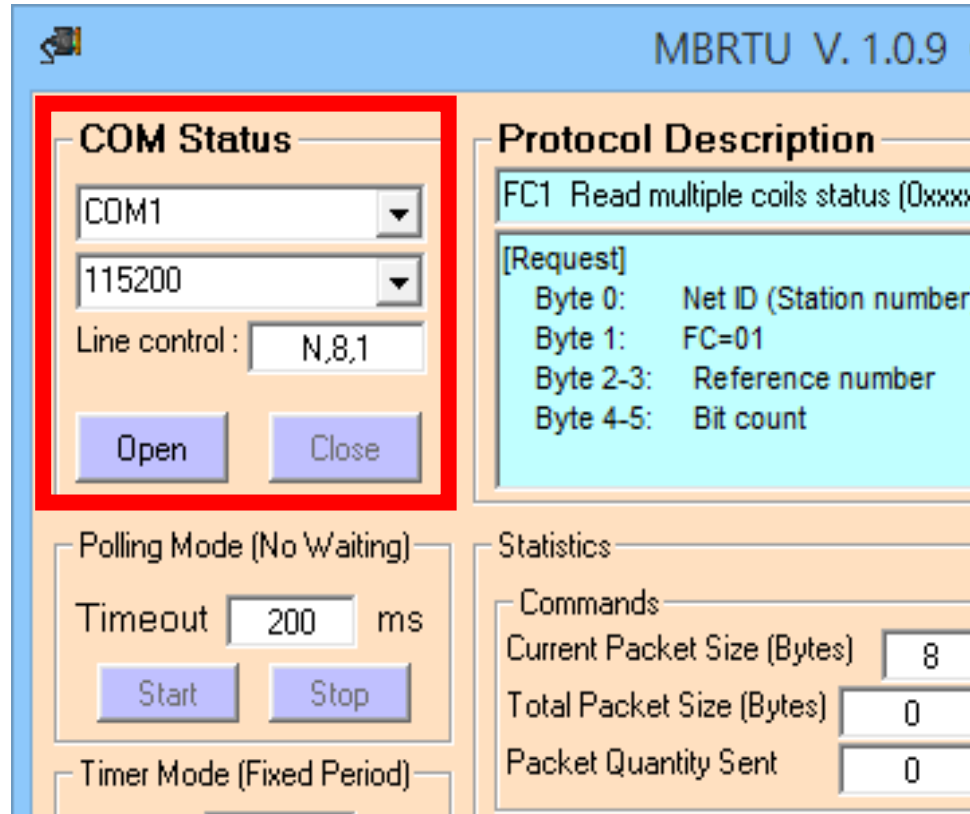 MBRTU V. 1.0.9
COM Status
COM1
115200
Line control :
N,8,1
Open
Close
Protocol Description
FC1 Read multiple coils status (0xxxx
[Request]
Byte 0: Net ID (Station number
Byte 1: FC=01
Byte 2-3: Reference number
Byte 4-5: Bit count
Polling Mode (No Waiting)
Timeout 200 ms
Start
Stop
Statistics
Commands
Current Packet Size (Bytes) 8
Total Packet Size (Bytes) 0
Packet Quantity Sent 0
Timer Mode (Fixed Period)